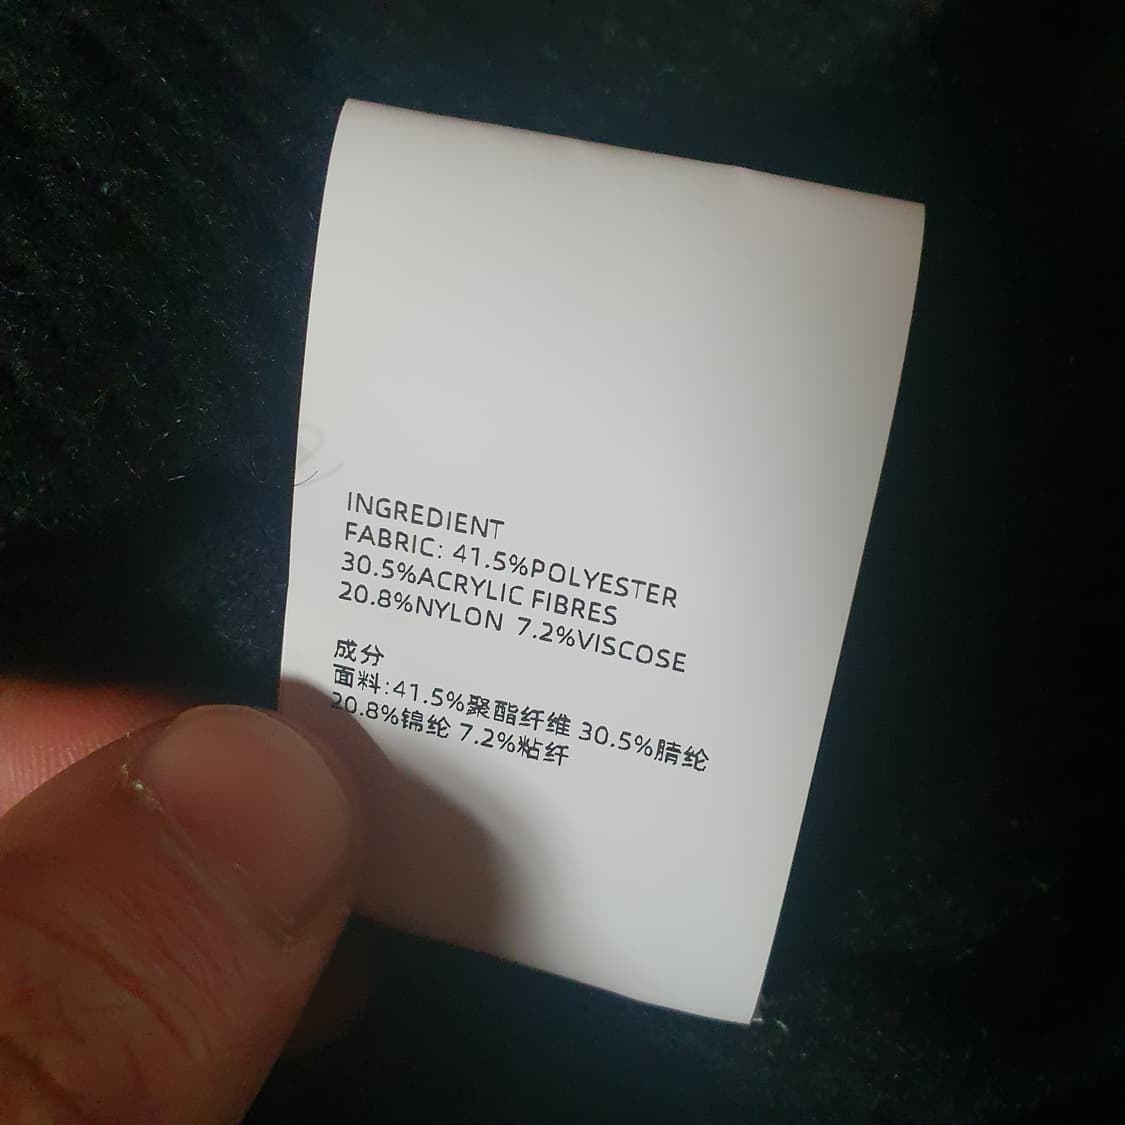 INGREDIENT
FABRIC: 41.5%POLYESTER
30.5%ACRYLIC FIBRES
20.8%NYLON 7.2%VISCOSE
成分
面料:41.5%聚酯纤维 30.5%腈纶
20.8%锦纶 7.2%粘纤